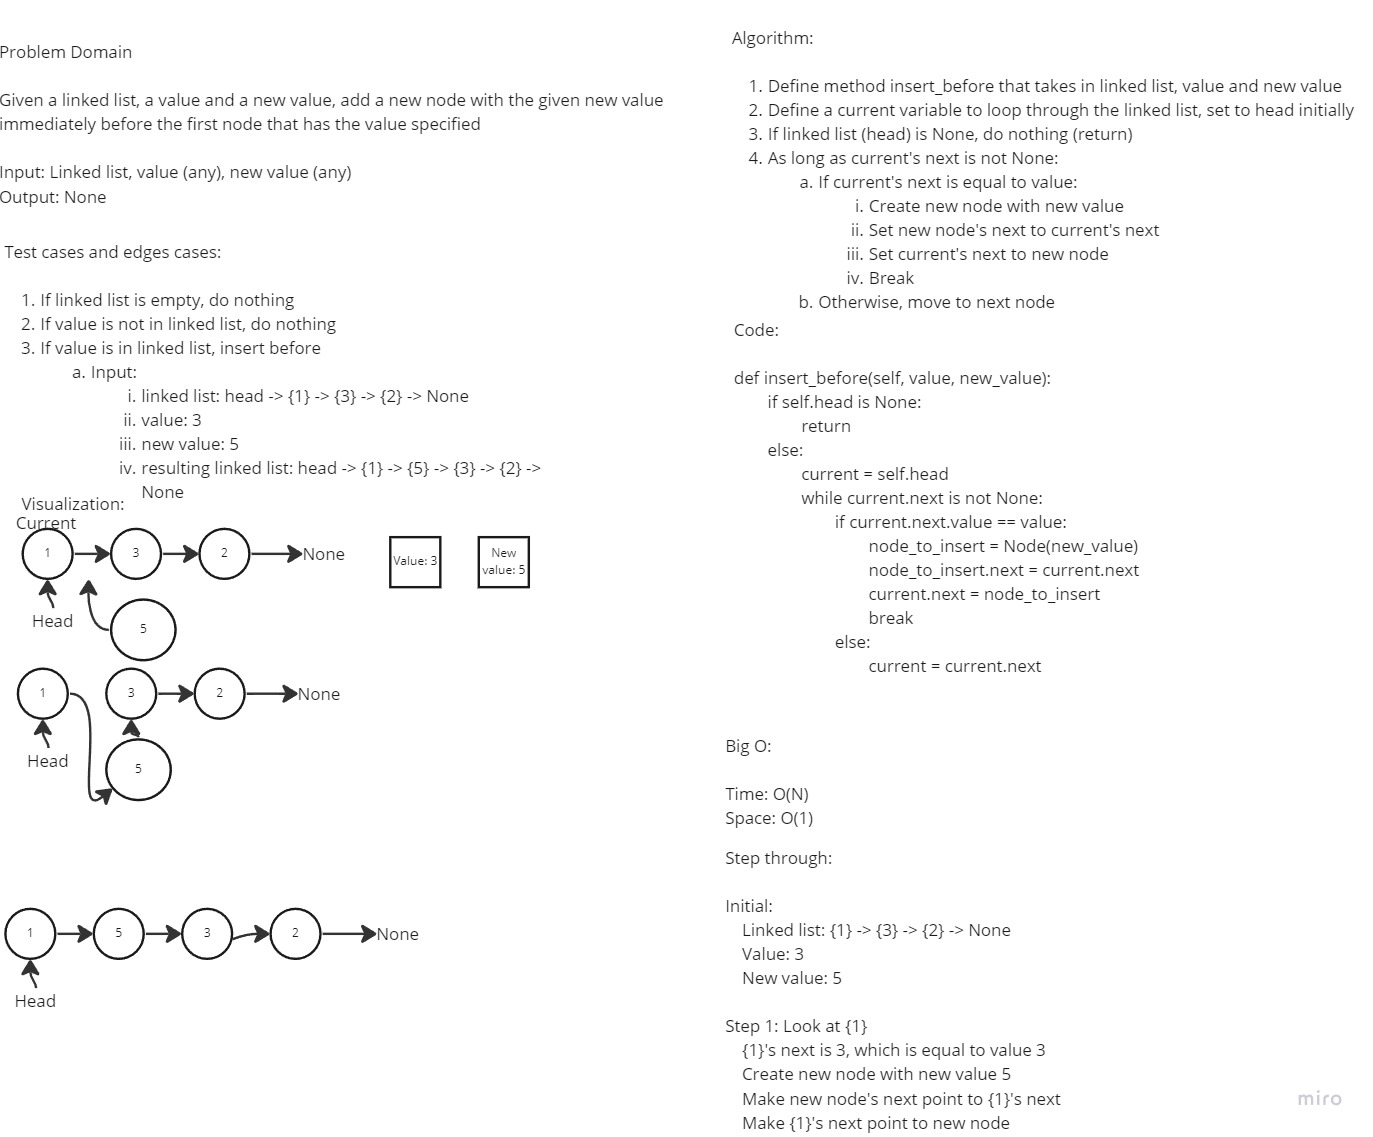 Problem Domain
Given a linked list, a value and a new value, add a new node with the given new value
immediately before the first node that has the value specified
Input: Linked list, value (any), new value (any)
Output: None
Test cases and edges cases:
1. If linked list is empty, do nothing
2. If value is not in linked list, do nothing
3. If value is in linked list, insert before
a. Input:
i. linked list: head -> {1} -> {3} -> {2} -> None
ii. value: 3
iii. new value: 5
iv. resulting linked list: head -> {1} -> {5} -> {3} -> {2} ->
None
Visualization:
Current
1
3
2
None
Value: 3
New
value: 5
Head
5
1
3
2
None
Head
5
1
5
3
2
None
Head
Algorithm:
1. Define method insert_before that takes in linked list, value and new value
2. Define a current variable to loop through the linked list, set to head initially
3. If linked list (head) is None, do nothing (return)
4. As long as current's next is not None:
a. If current's next is equal to value:
i. Create new node with new value
ii. Set new node's next to current's next
iii. Set current's next to new node
iv. Break
b. Otherwise, move to next node
Code:
def insert_before(self, value, new_value):
if self.head is None:
return
else:
current = self.head
while current.next is not None:
if current.next.value == value:
node_to_insert = Node(new_value)
node_to_insert.next = current.next
current.next = node_to_insert
break
else:
current = current.next
Big O:
Time: O(N)
Space: O(1)
Step through:
Initial:
Linked list: {1} -> {3} -> {2} -> None
Value: 3
New value: 5
Step 1: Look at {1}
{1}'s next is 3, which is equal to value 3
Create new node with new value 5
Make new node's next point to {1}'s next
Make {1}'s next point to new node
miro